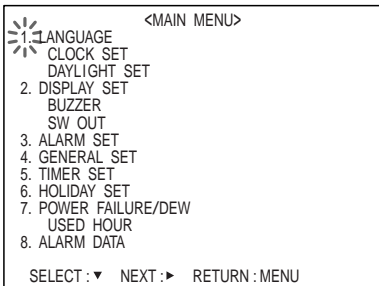 <MAIN MENU>
1. LANGUAGE
CLOCK SET
DAYLIGHT SET
2. DISPLAY SET
BUZZER
SW OUT
3. ALARM SET
4. GENERAL SET
5. TIMER SET
6. HOLIDAY SET
7. POWER FAILURE/DEW
USED HOUR
8. ALARM DATA
SELECT : ▼ NEXT : ► RETURN : MENU